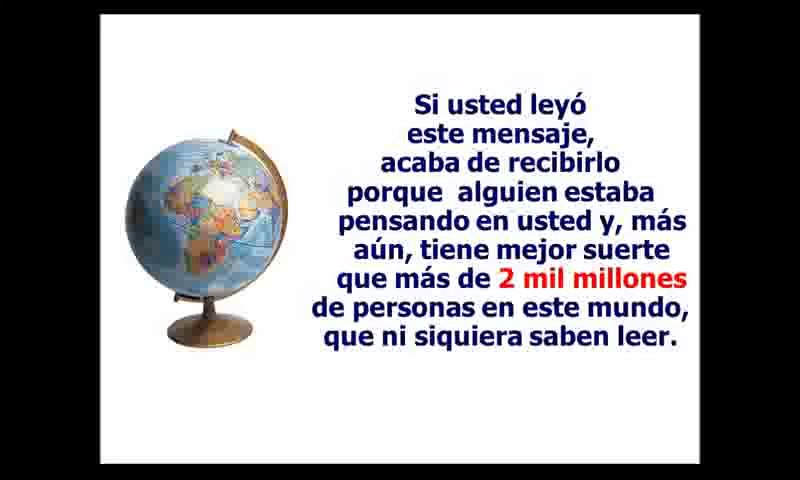 Si usted leyó
este mensaje,
acaba de recibirlo
porque alguien estaba
pensando en usted y, más
aún, tiene mejor suerte
que más de 2 mil millones
de personas en este mundo,
que ni siquiera saben leer.